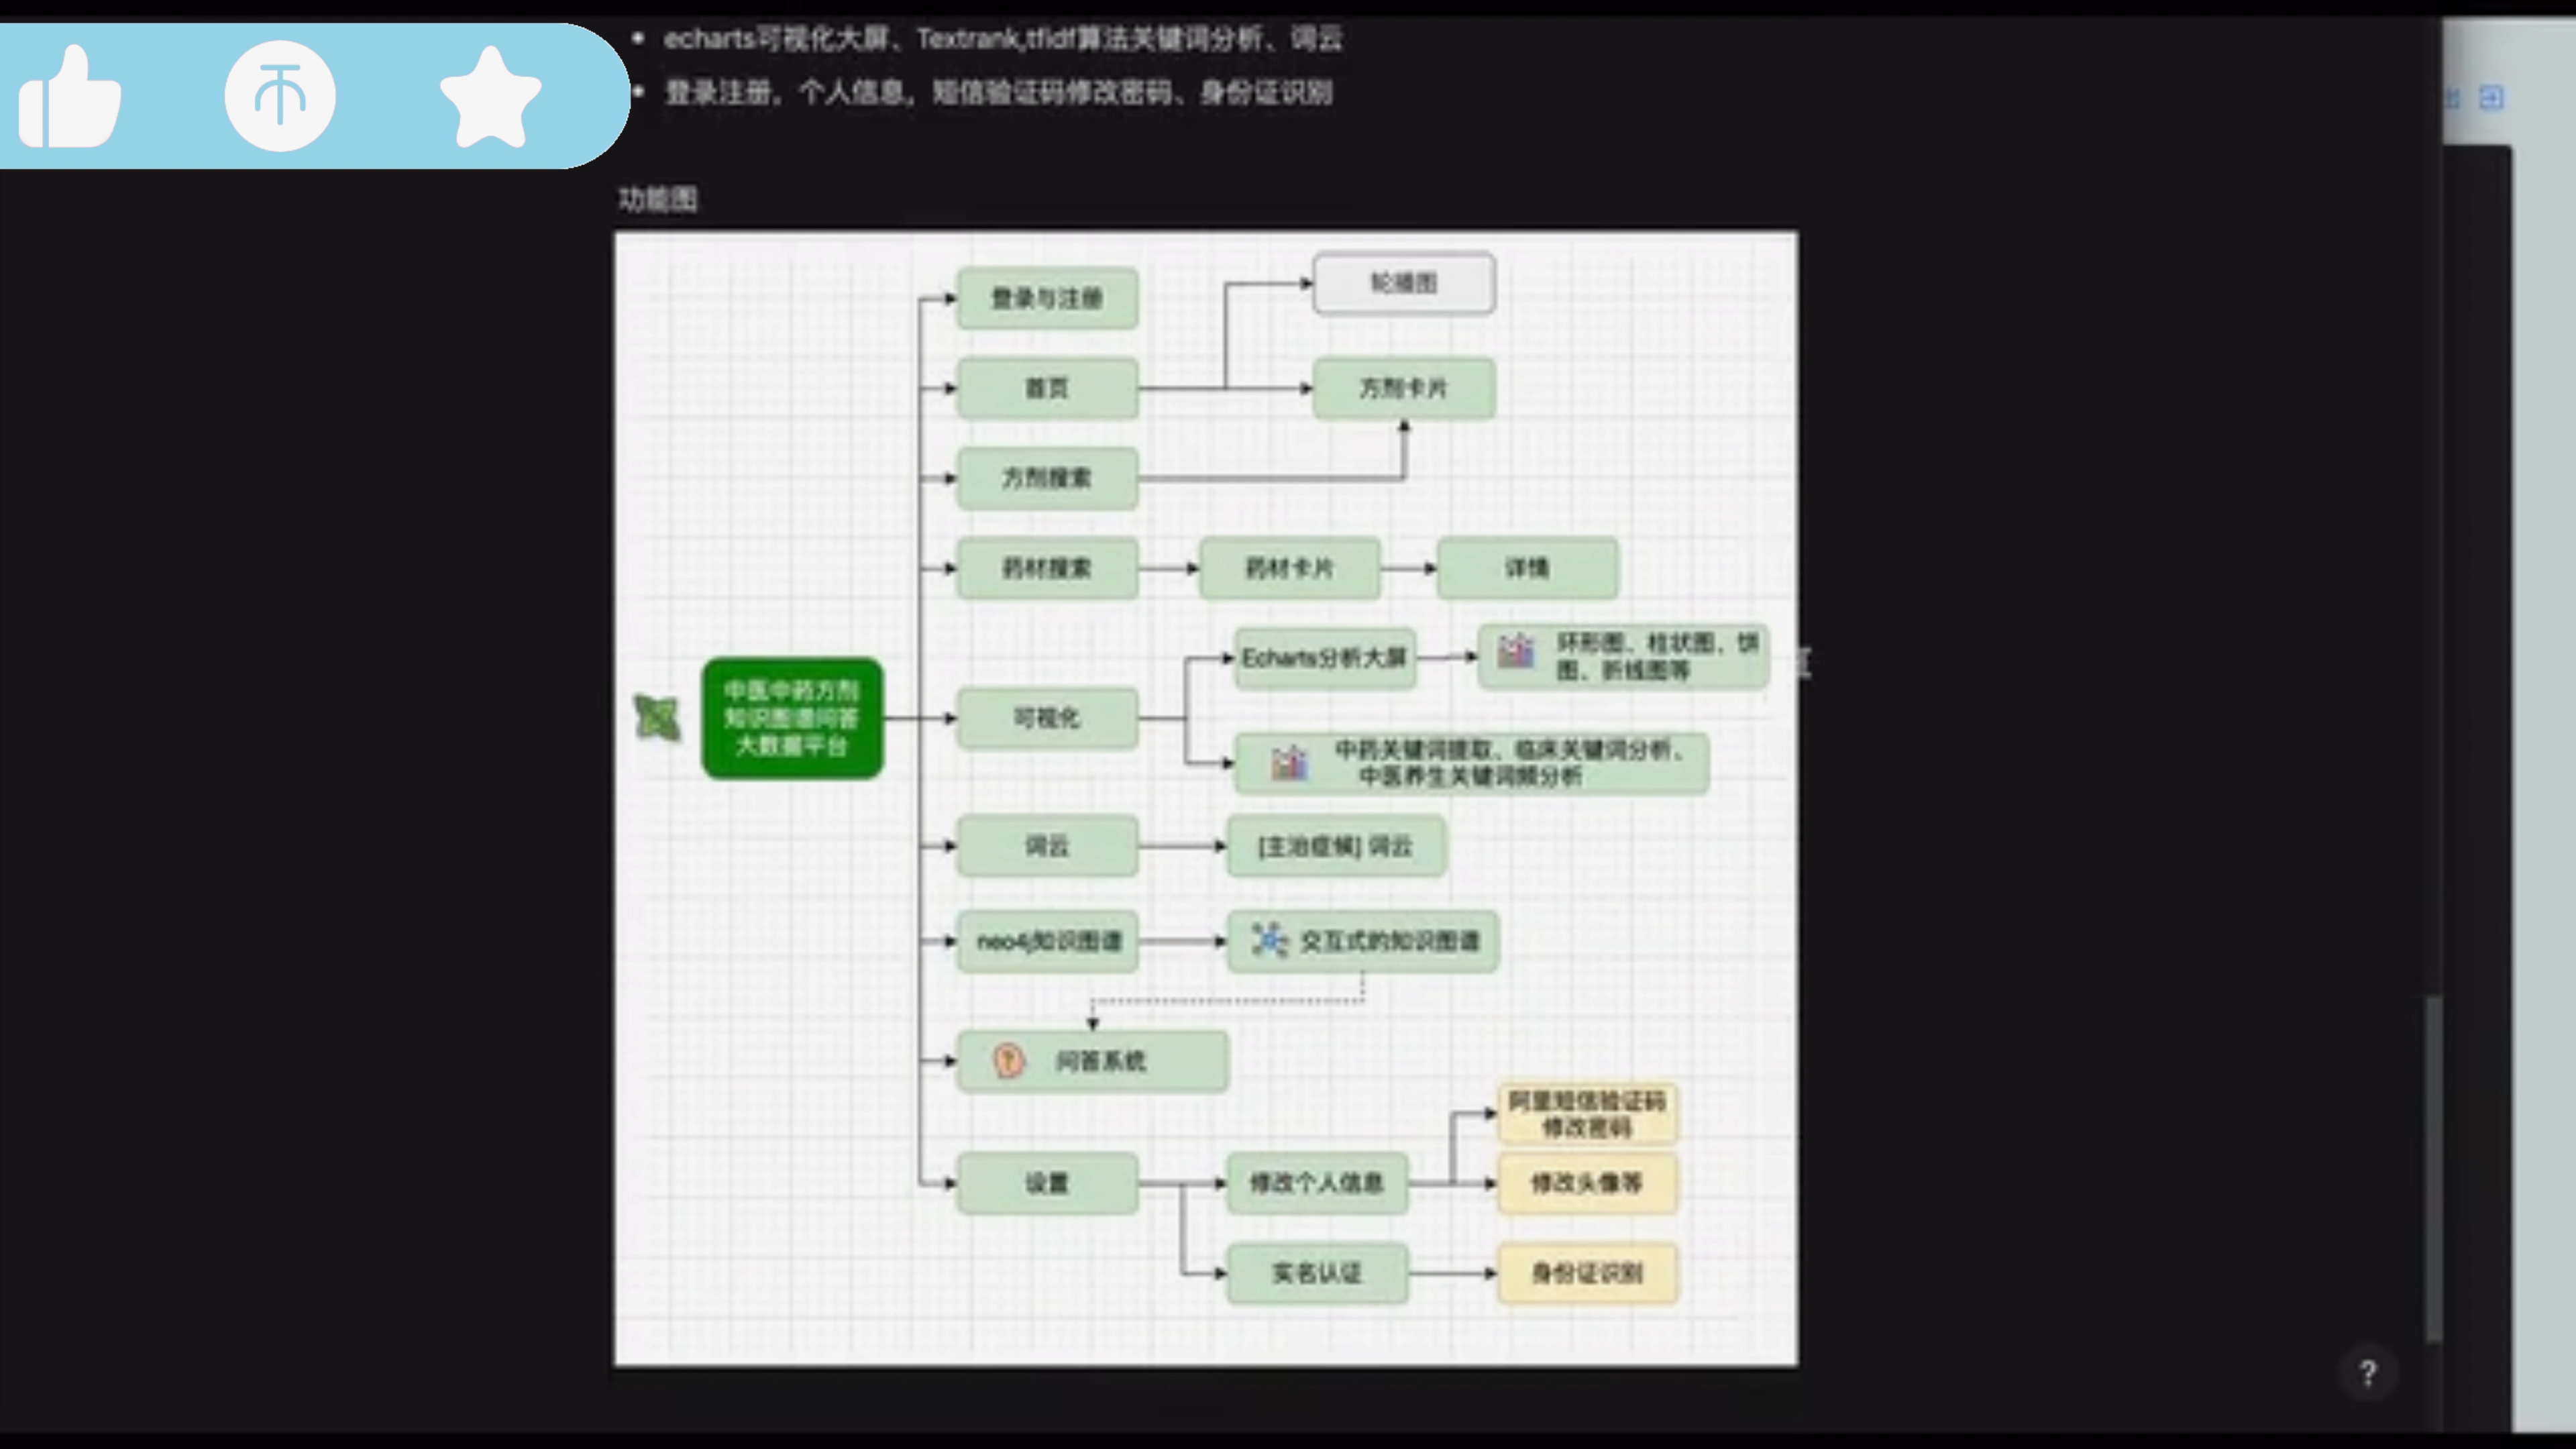 echarts可视化大屏、Textrank,tfidf算法关键词分析、词云
登录注册，个人信息，短信验证码修改密码、身份证识别
功能图
登录与注册
轮播图
首页
方剂卡片
方剂搜索
药材搜索
药材卡片
详情
Echarts分析大屏
环形图、柱状图、饼
图、折线图等
中医中药方剂
知识图谱问答
大数据平台
可视化
中药关键词提取、临床关键词分析、
中医养生关键词频分析
词云
[主治症候] 词云
neo4j知识图谱
交互式的知识图谱
?
问答系统
阿里短信验证码
修改密码
设置
修改个人信息
修改头像等
实名认证
身份证识别
?